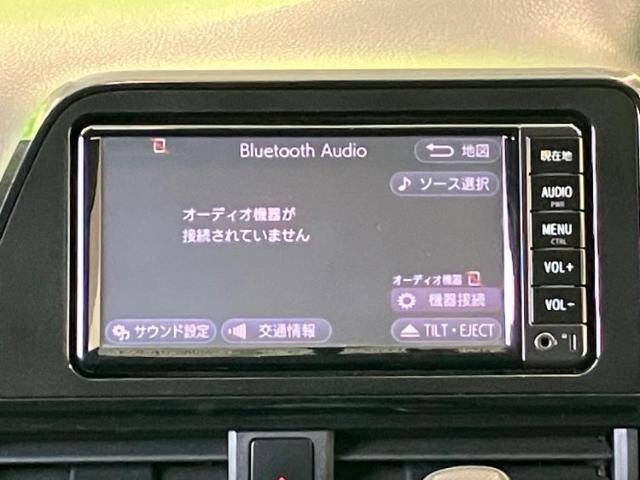 Bluetooth Audio
地図
ソース選択
オーディオ機器が
接続されていません
オーディオ機器
機器接続
サウンド設定
交通情報
TILT・EJECT
現在地
AUDIO
PWR
MENU
CTRL
VOL+
VOL-